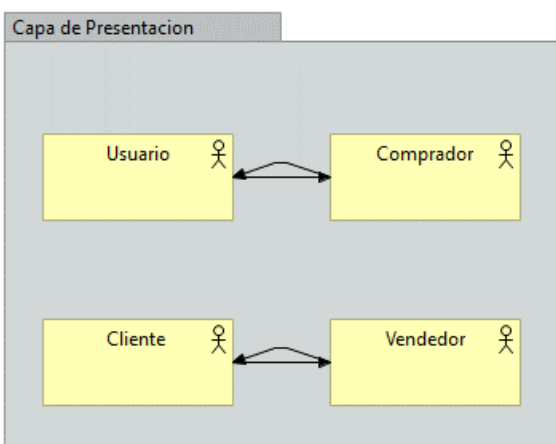 Capa de Presentacion
Usuario
Comprador
Cliente
Vendedor